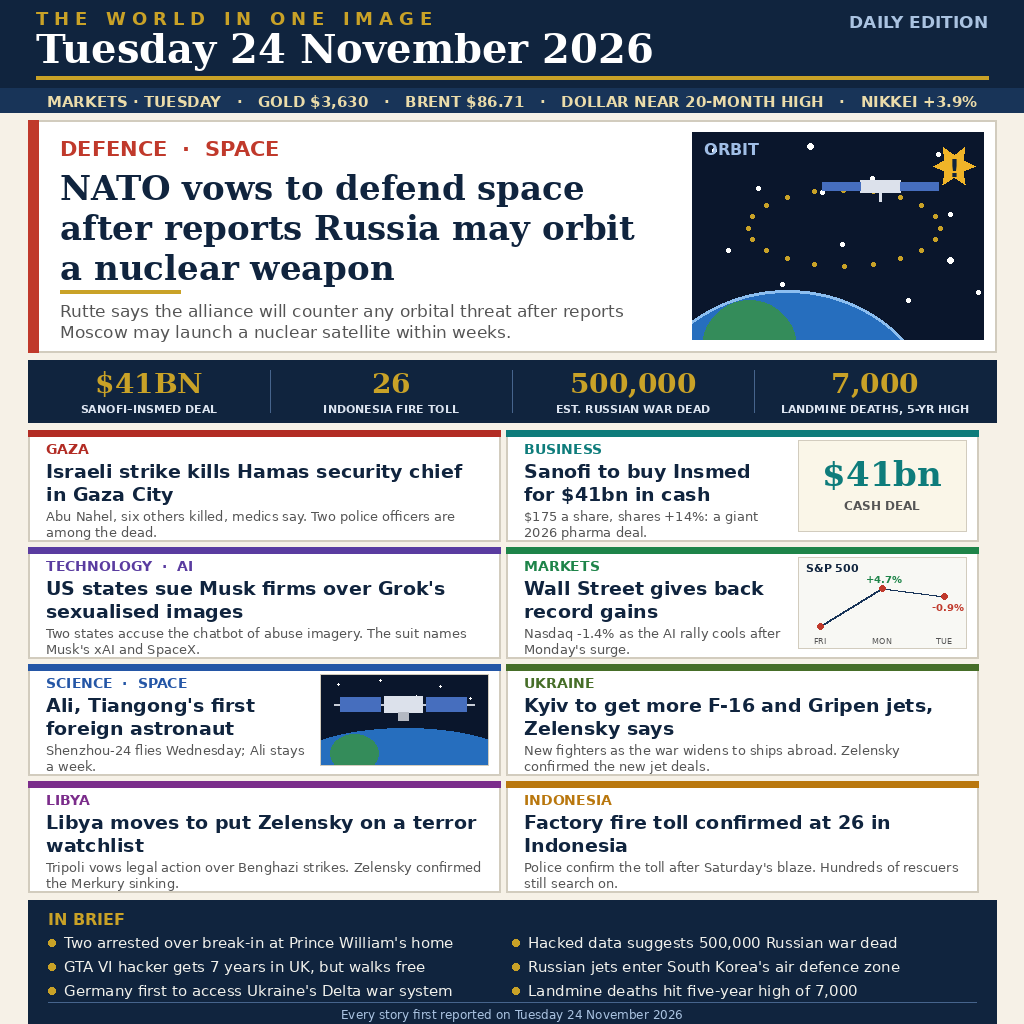 THE WORLD IN ONE IMAGE
DAILY EDITION
Tuesday 24 November 2026
MARKETS · TUESDAY · GOLD $3,630 · BRENT $86.71 · DOLLAR NEAR 20-MONTH HIGH · NIKKEI +3.9%
DEFENCE · SPACE
NATO vows to defend space
after reports Russia may orbit
a nuclear weapon
Rutte says the alliance will counter any orbital threat after reports
Moscow may launch a nuclear satellite within weeks.
ORBIT
!
$41BN
SANOFI-INSMED DEAL
26
INDONESIA FIRE TOLL
500,000
EST. RUSSIAN WAR DEAD
7,000
LANDMINE DEATHS, 5-YR HIGH
GAZA
Israeli strike kills Hamas security chief
in Gaza City
Abu Nahel, six others killed, medics say. Two police officers are
among the dead.
BUSINESS
Sanofi to buy Insmed
for $41bn in cash
$175 a share, shares +14%: a giant
2026 pharma deal.
$41bn
CASH DEAL
TECHNOLOGY · AI
US states sue Musk firms over Grok's
sexualised images
Two states accuse the chatbot of abuse imagery. The suit names
Musk's xAI and SpaceX.
MARKETS
Wall Street gives back
record gains
Nasdaq -1.4% as the AI rally cools after
Monday's surge.
S&P 500
+4.7%
-0.9%
FRI MON TUE
SCIENCE · SPACE
Ali, Tiangong's first
foreign astronaut
Shenzhou-24 flies Wednesday; Ali stays
a week.
UKRAINE
Kyiv to get more F-16 and Gripen jets,
Zelensky says
New fighters as the war widens to ships abroad. Zelensky
confirmed the new jet deals.
LIBYA
Libya moves to put Zelensky on a terror
watchlist
Tripoli vows legal action over Benghazi strikes. Zelensky confirmed
the Merkury sinking.
INDONESIA
Factory fire toll confirmed at 26 in
Indonesia
Police confirm the toll after Saturday's blaze. Hundreds of rescuers
still search on.
IN BRIEF
Two arrested over break-in at Prince William's home
GTA VI hacker gets 7 years in UK, but walks free
Germany first to access Ukraine's Delta war system
Hacked data suggests 500,000 Russian war dead
Russian jets enter South Korea's air defence zone
Landmine deaths hit five-year high of 7,000
Every story first reported on Tuesday 24 November 2026